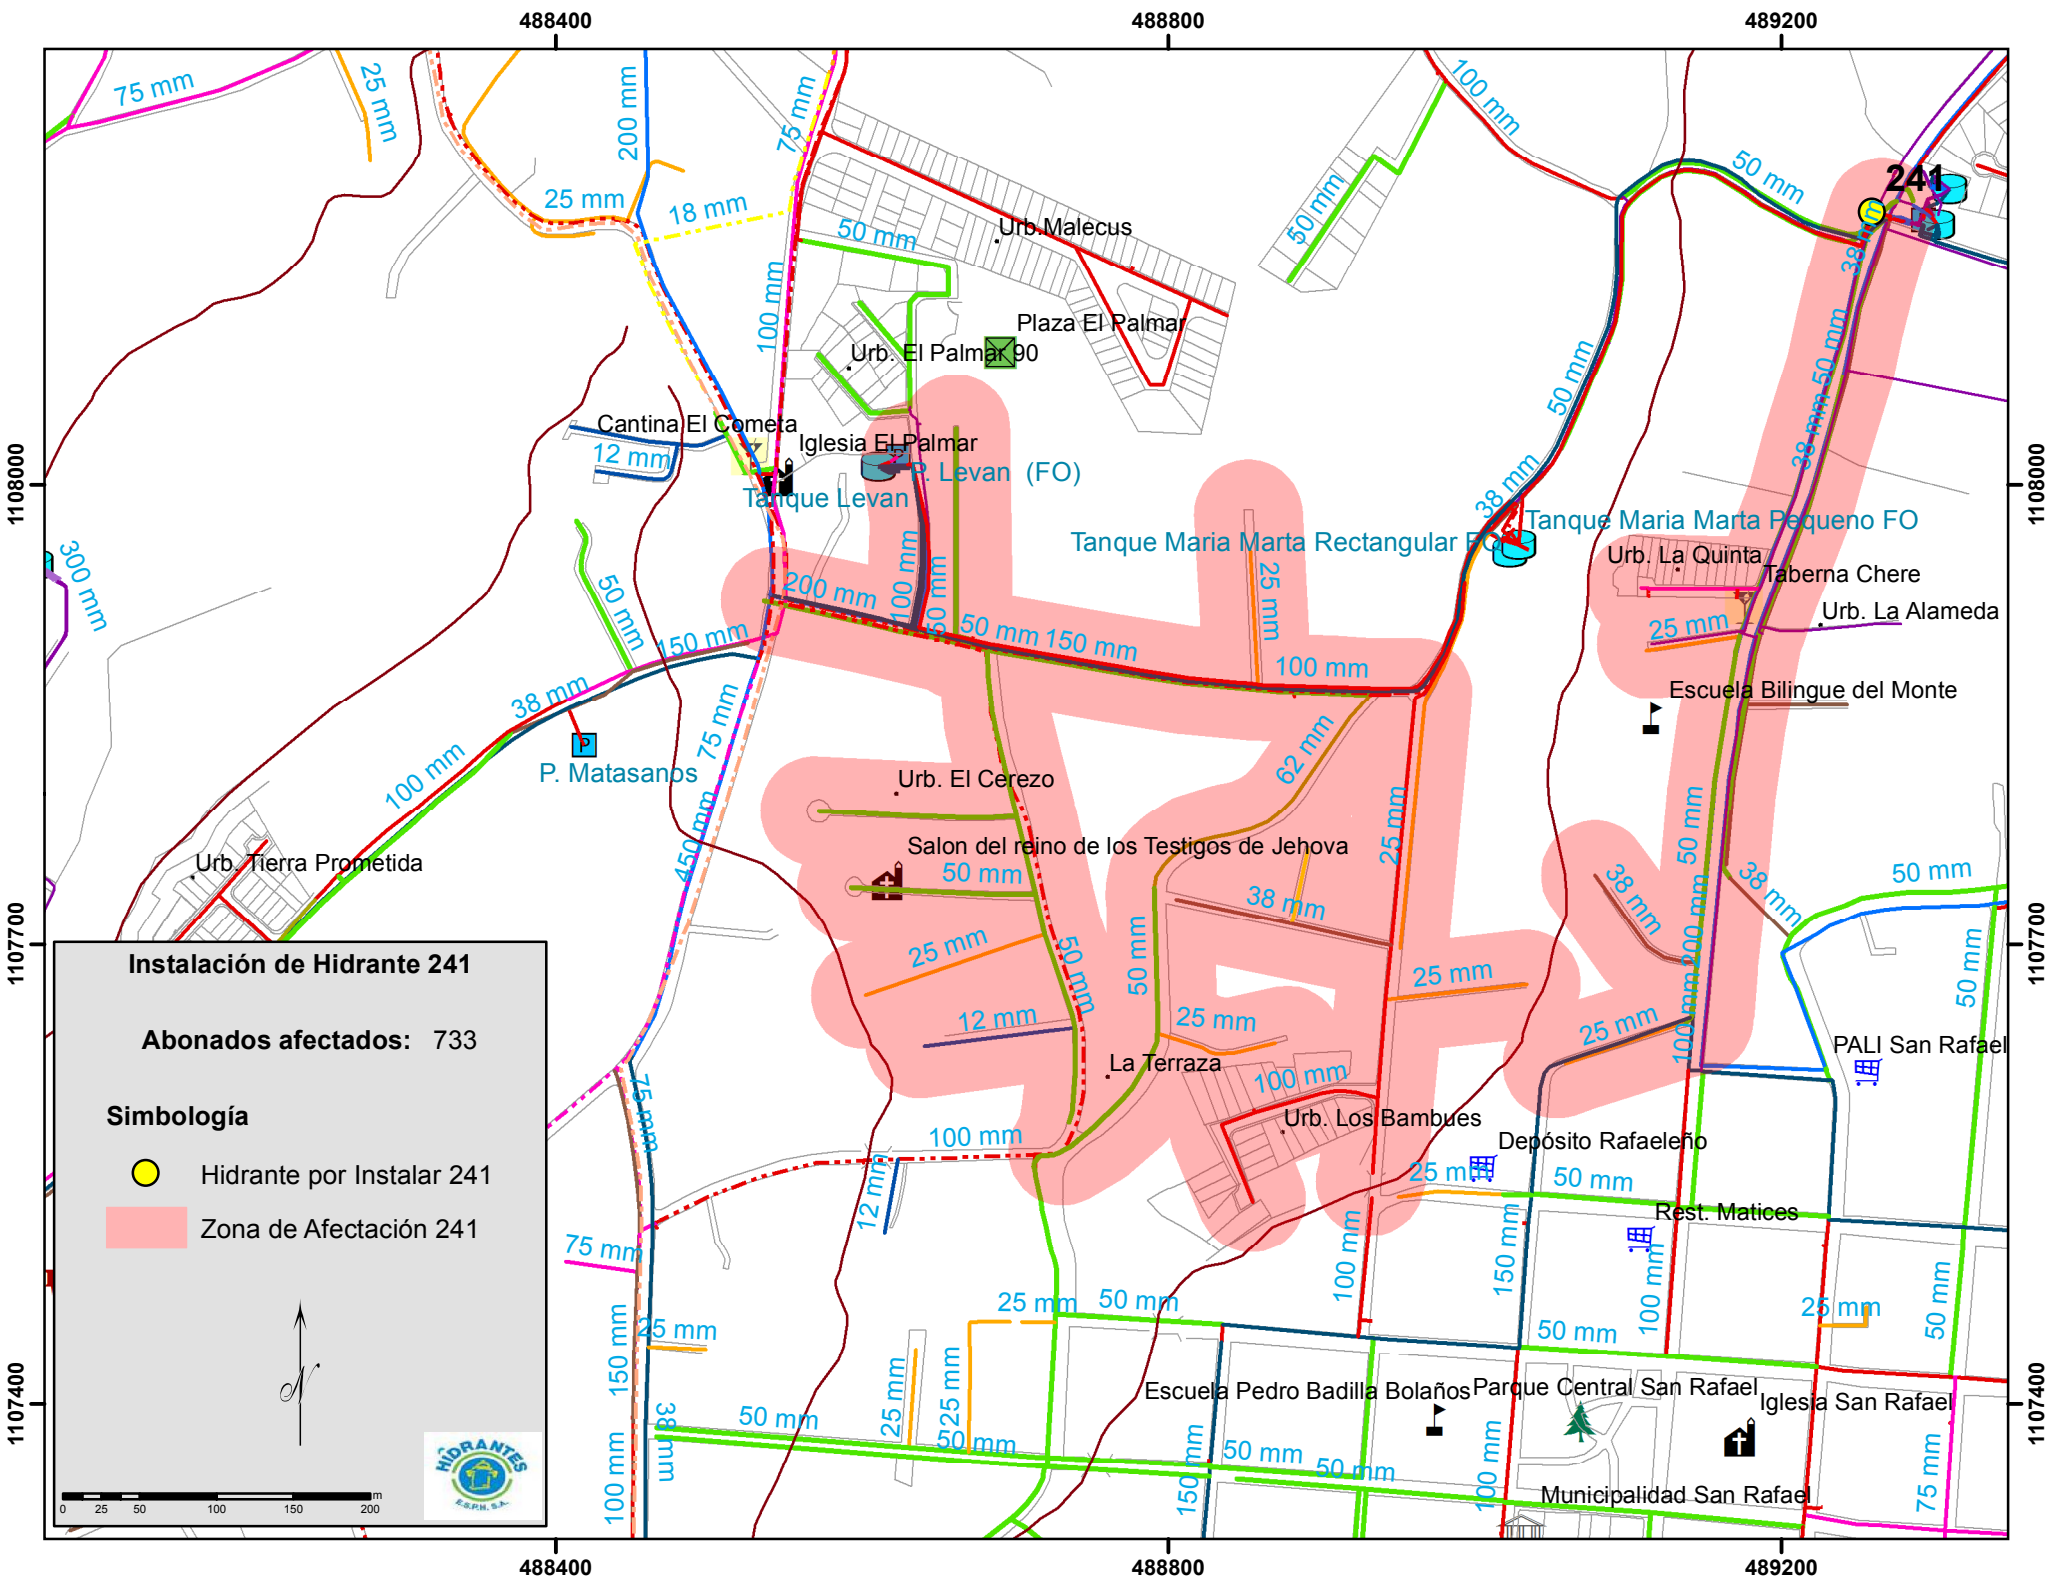 488400
488800
489200
75 mm
25 mm
200 mm
75 mm
100 mm
50 mm
241
25 mm
18 mm
50 mm
Urb.Malecus
50 mm
38 mm
100 mm
Plaza El Palmar
Urb. El Palmar 90
50 mm
50 mm
38 mm
Cantina El Cometa
Iglesia El Palmar
12 mm
P. Levan (FO)
Tanque Levan
1108000
1108000
38 mm
Tanque Maria Marta Pequeno FO
Tanque Maria Marta Rectangular FO
Urb. La Quinta
Taberna Chere
Urb. La Alameda
300 mm
50 mm
200 mm
100 mm
50 mm
50 mm
150 mm
25 mm
100 mm
25 mm
150 mm
38 mm
Escuela Bilingue del Monte
75 mm
62 mm
P
P. Matasanos
100 mm
Urb. El Cerezo
450 mm
25 mm
50 mm
Urb. Tierra Prometida
Salon del reino de los Testigos de Jehova
50 mm
38 mm
38 mm
38 mm
50 mm
1107700
1107700
25 mm
50 mm
50 mm
25 mm
200 mm
50 mm
12 mm
25 mm
25 mm
100 mm
PALI San Rafael
La Terraza
100 mm
75 mm
Urb. Los Bambues
Depósito Rafaeleño
100 mm
12 mm
25 mm
50 mm
Rest. Matices
75 mm
100 mm
150 mm
100 mm
25 mm
50 mm
25 mm
50 mm
150 mm
25 mm
50 mm
Escuela Pedro Badilla Bolaños
Parque Central San Rafael
Iglesia San Rafael
1107400
1107400
38 mm
50 mm
25 mm
25 mm
50 mm
50 mm
50 mm
100 mm
150 mm
100 mm
75 mm
Municipalidad San Rafael
Instalación de Hidrante 241
Abonados afectados: 733
Simbología
Hidrante por Instalar 241
Zona de Afectación 241
N
0 25 50 100 150 200 m
HIDRANTES
E.S.P.H. S.A.
488400
488800
489200